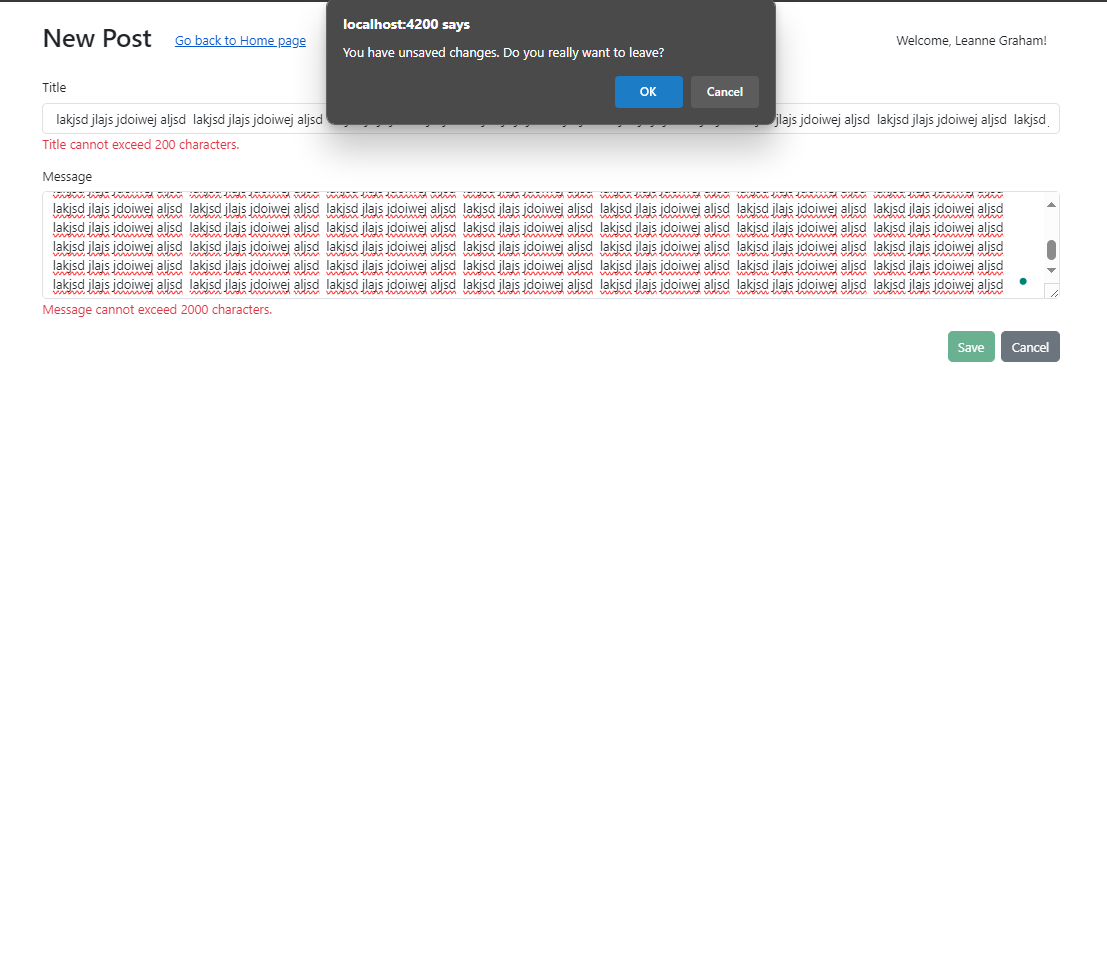 localhost:4200 says
You have unsaved changes. Do you really want to leave?
OK Cancel
New Post Go back to Home page Welcome, Leanne Graham!
Title
lakjsd jlajs jdoiwej aljsd lakjsd jlajs jdoiwej aljsd jlajs jdoiwej aljsd lakjsd jlajs jdoiwej aljsd lakjsd
Title cannot exceed 200 characters.
Message
lakjsd jlajs jdoiwej aljsd lakjsd jlajs jdoiwej aljsd lakjsd jlajs jdoiwej aljsd lakjsd jlajs jdoiwej aljsd lakjsd jlajs jdoiwej aljsd lakjsd jlajs jdoiwej aljsd lakjsd jlajs jdoiwej aljsd
lakjsd jlajs jdoiwej aljsd lakjsd jlajs jdoiwej aljsd lakjsd jlajs jdoiwej aljsd lakjsd jlajs jdoiwej aljsd lakjsd jlajs jdoiwej aljsd lakjsd jlajs jdoiwej aljsd lakjsd jlajs jdoiwej aljsd
lakjsd jlajs jdoiwej aljsd lakjsd jlajs jdoiwej aljsd lakjsd jlajs jdoiwej aljsd lakjsd jlajs jdoiwej aljsd lakjsd jlajs jdoiwej aljsd lakjsd jlajs jdoiwej aljsd lakjsd jlajs jdoiwej aljsd
lakjsd jlajs jdoiwej aljsd lakjsd jlajs jdoiwej aljsd lakjsd jlajs jdoiwej aljsd lakjsd jlajs jdoiwej aljsd lakjsd jlajs jdoiwej aljsd lakjsd jlajs jdoiwej aljsd lakjsd jlajs jdoiwej aljsd
lakjsd jlajs jdoiwej aljsd lakjsd jlajs jdoiwej aljsd lakjsd jlajs jdoiwej aljsd lakjsd jlajs jdoiwej aljsd lakjsd jlajs jdoiwej aljsd lakjsd jlajs jdoiwej aljsd lakjsd jlajs jdoiwej aljsd
Message cannot exceed 2000 characters.
Save Cancel